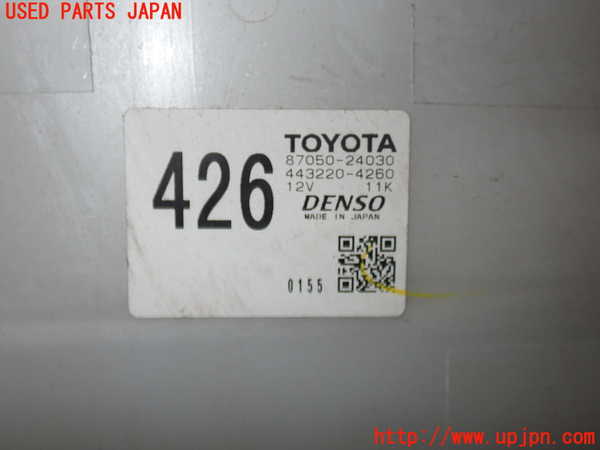 USED PARTS JAPAN
426
TOYOTA
87050-24030
443220-4260
12V 11K
DENSO
MADE IN JAPAN
0155
http://www.upjpn.com/